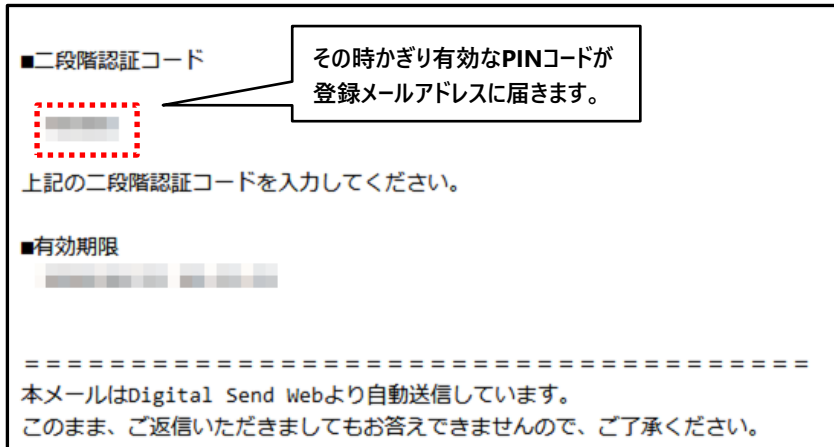 ■二段階認証コード
その時かぎり有効なPINコードが
登録メールアドレスに届きます。
上記の二段階認証コードを入力してください。
■有効期限
=====================================
本メールはDigital Send Webより自動送信しています。
このまま、ご返信いただきましてもお答えできませんので、ご了承ください。